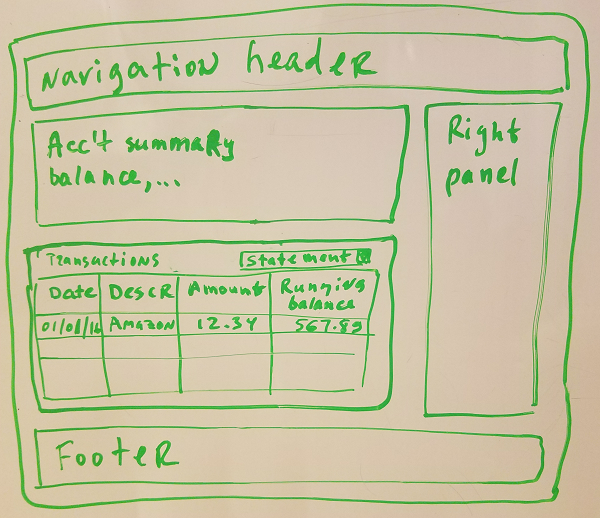 Navigation header
Acc't summary
balance,...
Right
panel
Transactions
Statement
Date Descr Amount Running
balance
01/01/16 Amazon 12.34 567.89
Footer